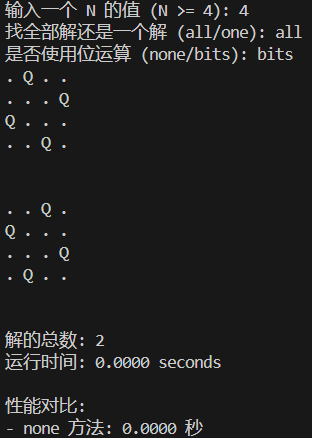 输入一个 N 的值 (N >= 4): 4
找全部解还是一个解 (all/one): all
是否使用位运算 (none/bits): bits
. Q . .
. . . Q
Q . . .
. . Q .
. . Q .
Q . . .
. . . Q
. Q . .
解的总数: 2
运行时间: 0.0000 seconds
性能对比:
- none 方法: 0.0000 秒